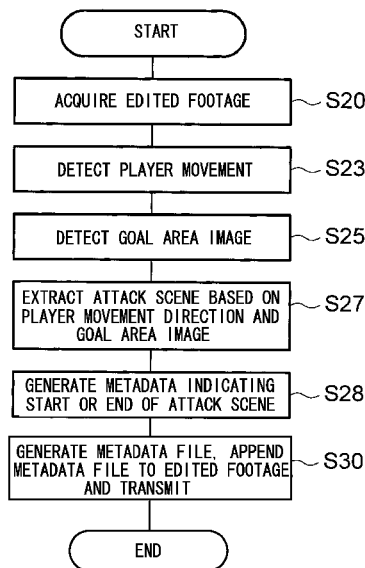 START
ACQUIRE EDITED FOOTAGE
S20
DETECT PLAYER MOVEMENT
S23
DETECT GOAL AREA IMAGE
S25
EXTRACT ATTACK SCENE BASED ON
PLAYER MOVEMENT DIRECTION AND
GOAL AREA IMAGE
S27
GENERATE METADATA INDICATING
START OR END OF ATTACK SCENE
S28
GENERATE METADATA FILE, APPEND
METADATA FILE TO EDITED FOOTAGE,
AND TRANSMIT
S30
END